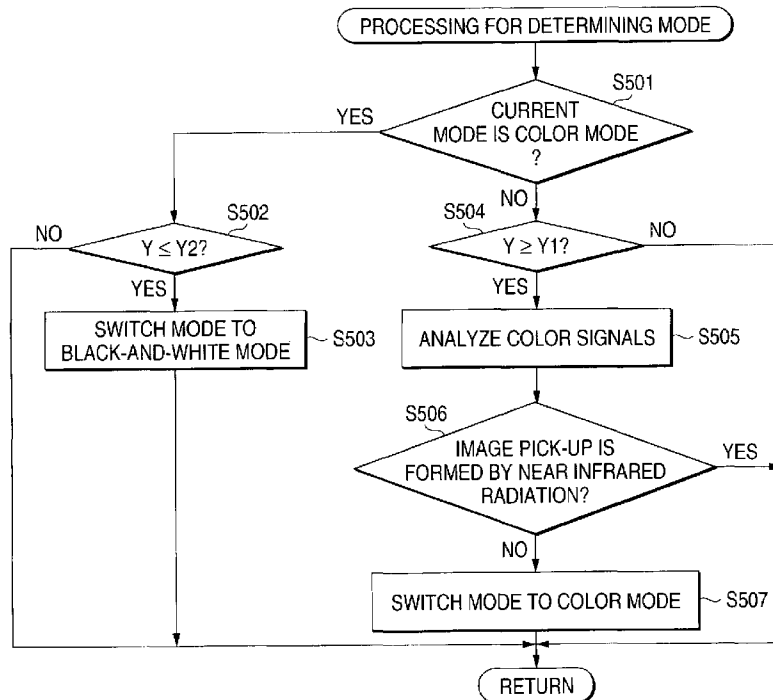 PROCESSING FOR DETERMINING MODE
S501
CURRENT
MODE IS COLOR MODE
?
YES
NO
S502
Y ≤ Y2?
NO
YES
S504
Y ≥ Y1?
NO
YES
SWITCH MODE TO
BLACK-AND-WHITE MODE
S503
ANALYZE COLOR SIGNALS
S505
S506
IMAGE PICK-UP IS
FORMED BY NEAR INFRARED
RADIATION?
YES
NO
SWITCH MODE TO COLOR MODE
S507
RETURN